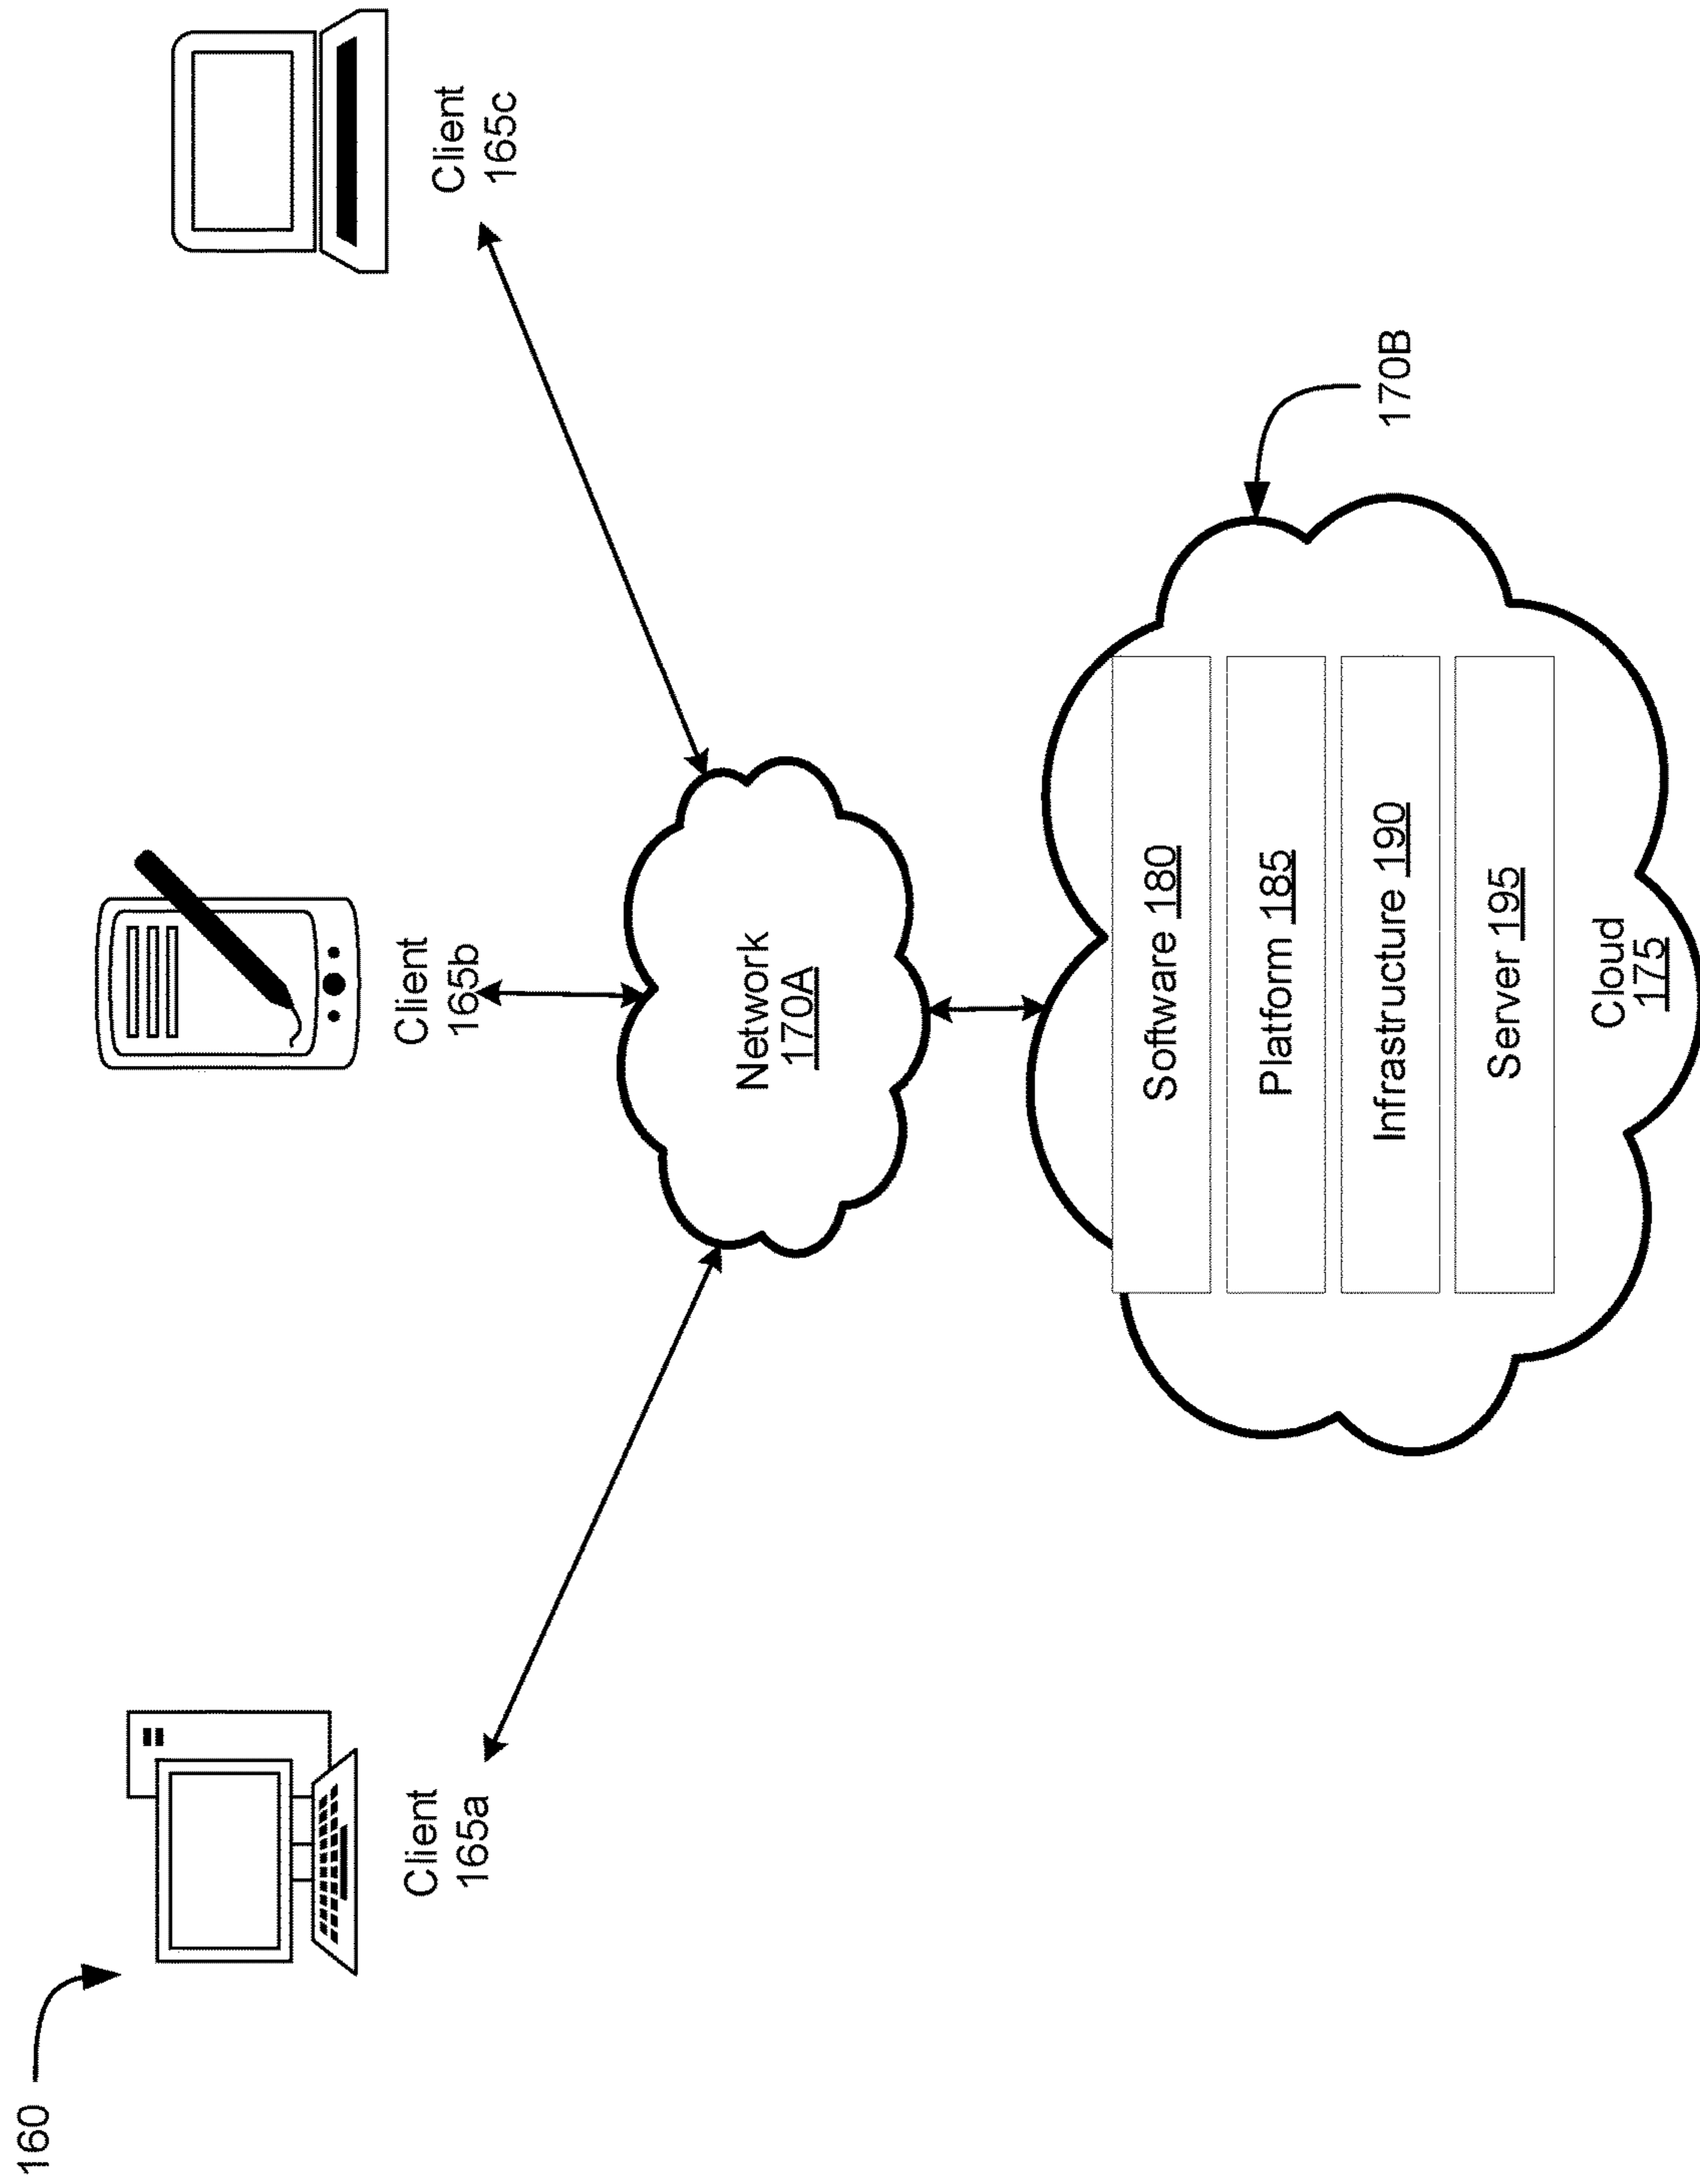 160
Client
165a
Client
165b
Client
165c
Network
170A
170B
Software 180
Platform 185
Infrastructure 190
Server 195
Cloud
175